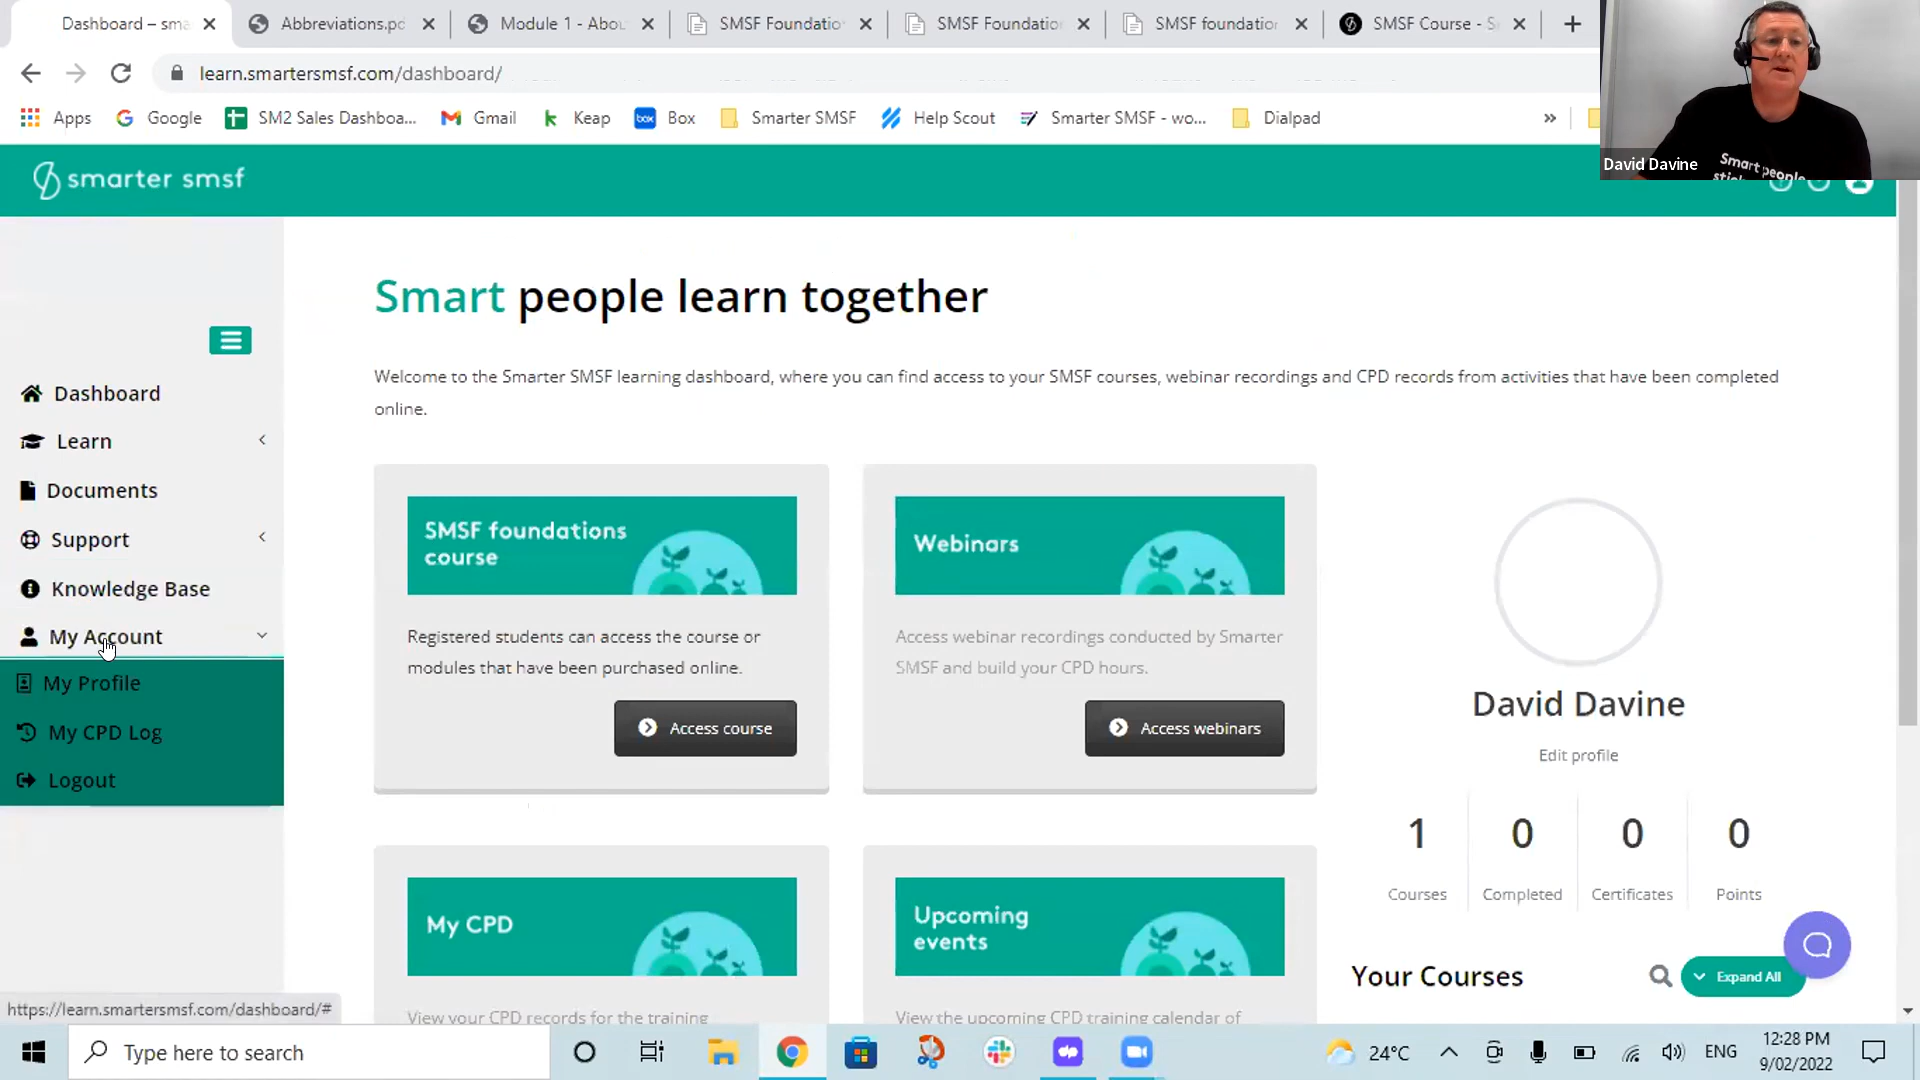 Dashboard – sma
Abbreviations.pd
Module 1 - Abou
SMSF Foundatio
SMSF Foundation
SMSF foundation
SMSF Course - S
learn.smartersmsf.com/dashboard/
Apps
Google
SM2 Sales Dashboa...
Gmail
Keap
box
Box
Smarter SMSF
Help Scout
Smarter SMSF - wo...
Dialpad
»
David Davine
Smart people
smarter smsf
Smart people learn together
Welcome to the Smarter SMSF learning dashboard, where you can find access to your SMSF courses, webinar recordings and CPD records from activities that have been completed
online.
Dashboard
Learn
Documents
Support
Knowledge Base
My Account
My Profile
My CPD Log
Logout
SMSF foundations
course
Registered students can access the course or
modules that have been purchased online.
Access course
Webinars
Access webinar recordings conducted by Smarter
SMSF and build your CPD hours.
Access webinars
My CPD
View your CPD records for the training
Upcoming
events
View the upcoming CPD training calendar of
David Davine
Edit profile
1 0 0 0
Courses Completed Certificates Points
Your Courses
Expand All
https://learn.smartersmsf.com/dashboard/#
Type here to search
24°C
ENG
12:28 PM
9/02/2022